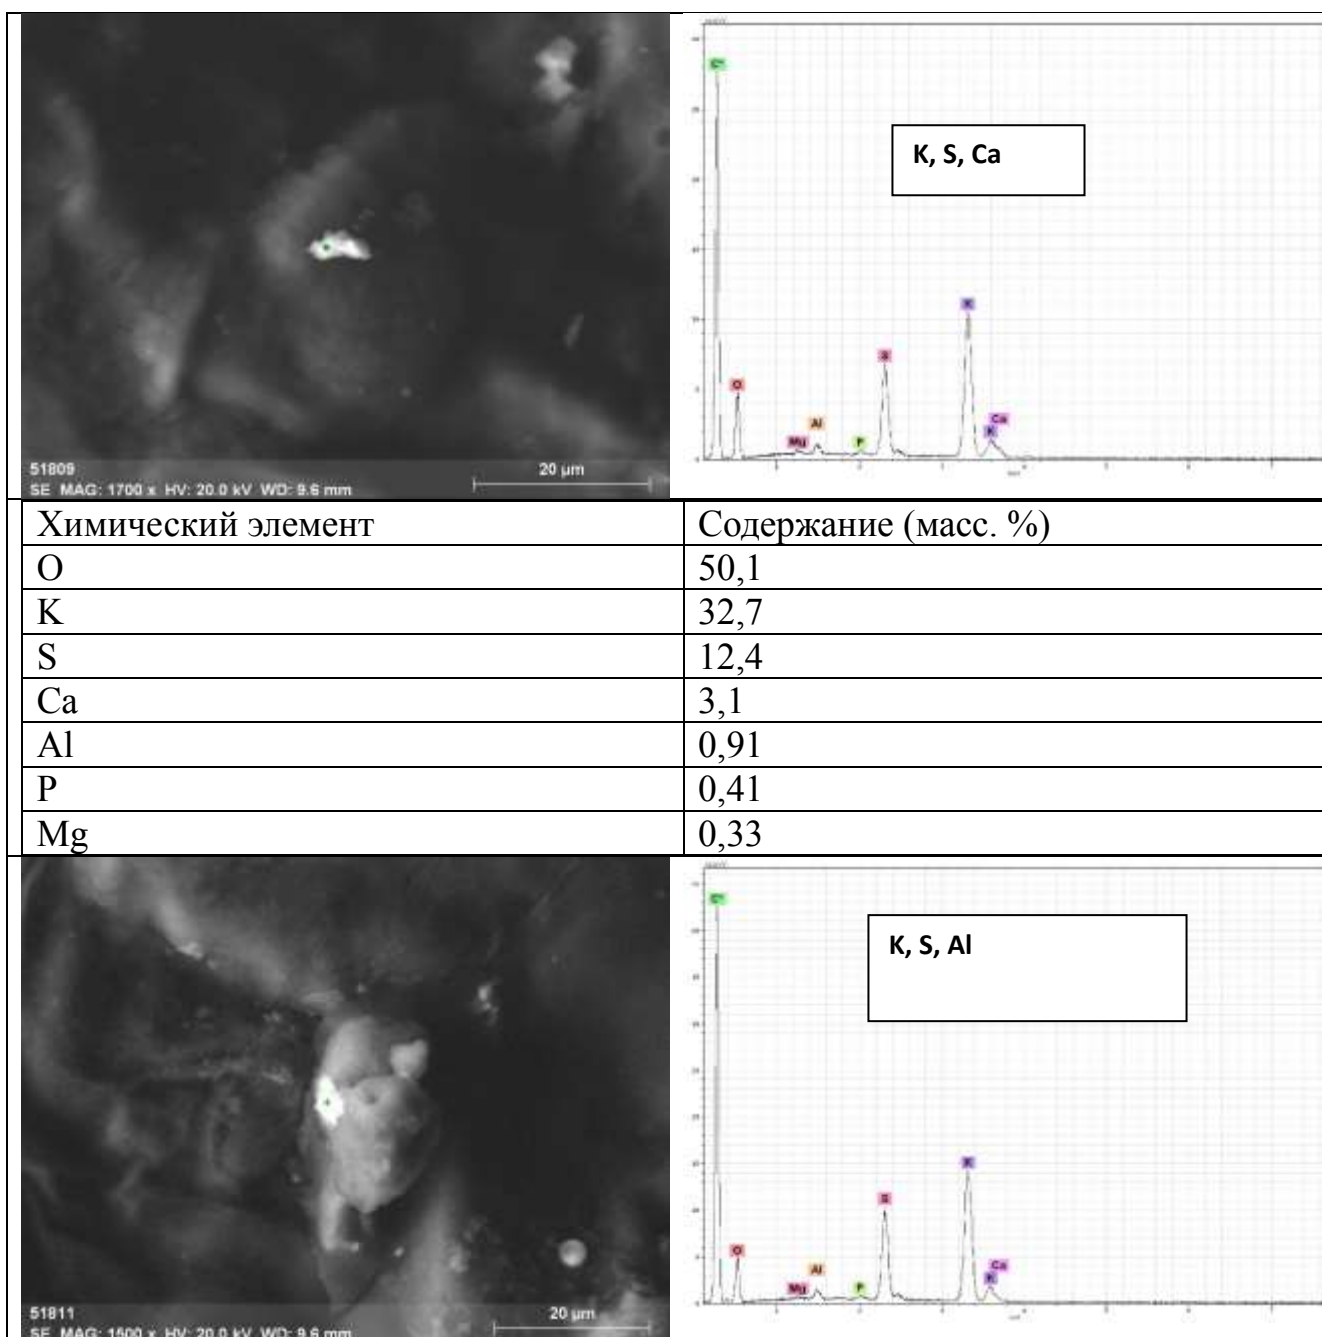 K, S, Ca
C
K
S
O
Ca
Al
K
Mg
P
51809
20 µm
SE MAG: 1700 x HV: 20.0 kV WD: 9.6 mm
Химический элемент Содержание (масс. %)
O 50,1
K 32,7
S 12,4
Ca 3,1
Al 0,91
P 0,41
Mg 0,33
K, S, Al
C
K
S
O
Ca
Al
K
Mg
P
51811
20 µm
SE MAG: 1500 x HV: 20.0 kV WD: 9.6 mm